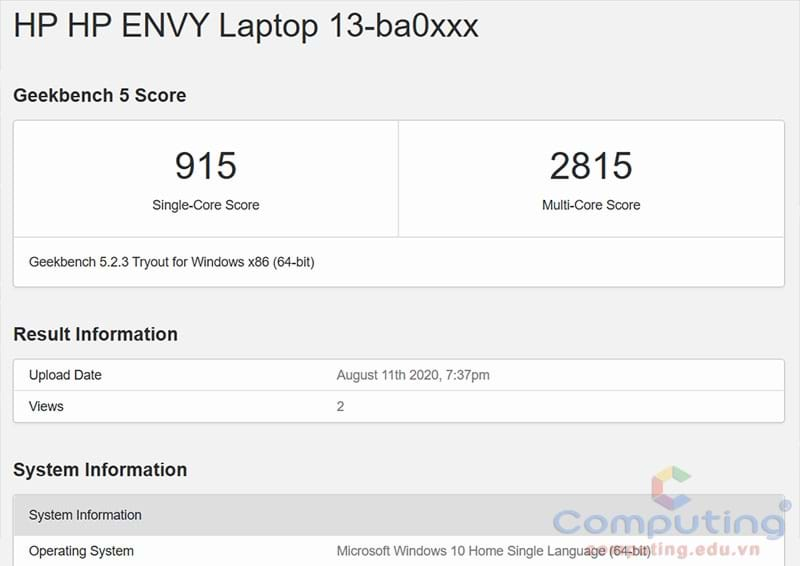 HP HP ENVY Laptop 13-ba0xxx
Geekbench 5 Score
915
Single-Core Score
2815
Multi-Core Score
Geekbench 5.2.3 Tryout for Windows x86 (64-bit)
Result Information
Upload Date August 11th 2020, 7:37pm
Views 2
System Information
System Information
Computing®
Operating System Microsoft Windows 10 Home Single Language (64-bit)
computing.edu.vn